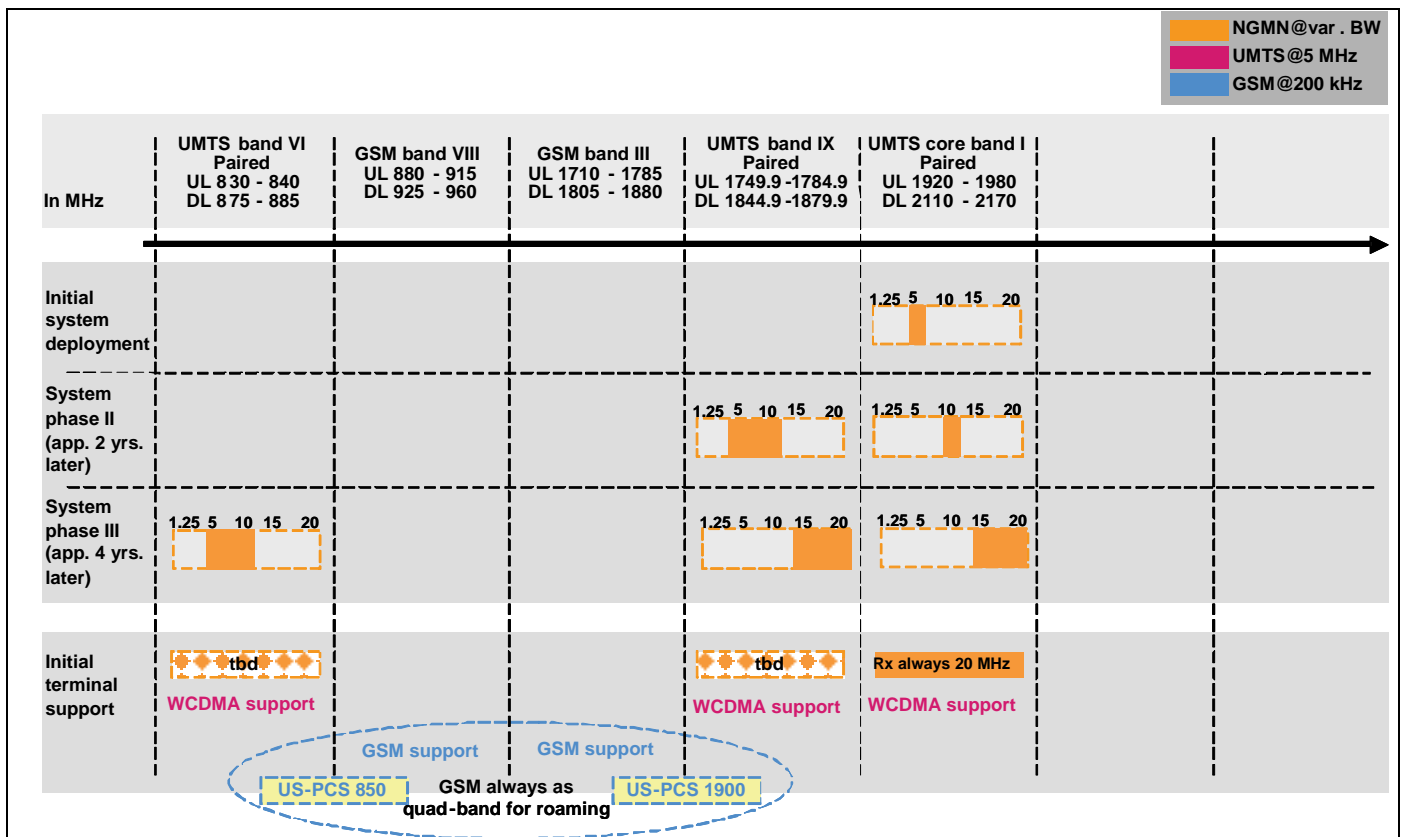 NGMN@var . BW
UMTS@5 MHz
GSM@200 kHz
In MHz
UMTS band VI
Paired
UL 830 - 840
DL 875 - 885
GSM band VIII
UL 880 - 915
DL 925 - 960
GSM band III
UL 1710 - 1785
DL 1805 - 1880
UMTS band IX
Paired
UL 1749.9 -1784.9
DL 1844.9 -1879.9
UMTS core band I
Paired
UL 1920 - 1980
DL 2110 - 2170
Initial
system
deployment
1.25 5 10 15 20
System
phase II
(app. 2 yrs.
later)
1.25 5 10 15 20
1.25 5 10 15 20
System
phase III
(app. 4 yrs.
later)
1.25 5 10 15 20
1.25 5 10 15 20
1.25 5 10 15 20
Initial
terminal
support
tbd
WCDMA support
tbd
WCDMA support
Rx always 20 MHz
WCDMA support
GSM support
GSM support
US-PCS 850
GSM always as
quad-band for roaming
US-PCS 1900